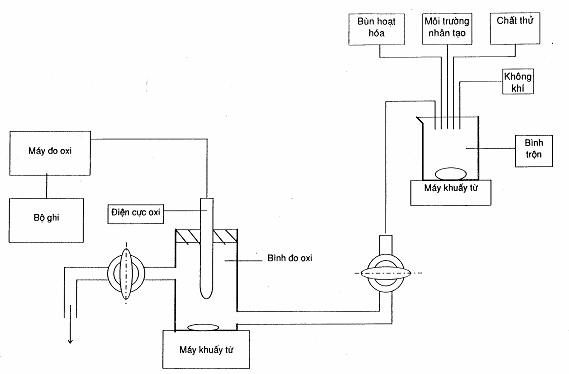 Bùn hoạt
hóa
Môi trường
nhân tạo
Chất thử
Không
khí
Bình
trộn
Máy khuấy từ
Máy đo oxi
Bộ ghi
Điện cực oxi
Bình đo oxi
Máy khuấy từ